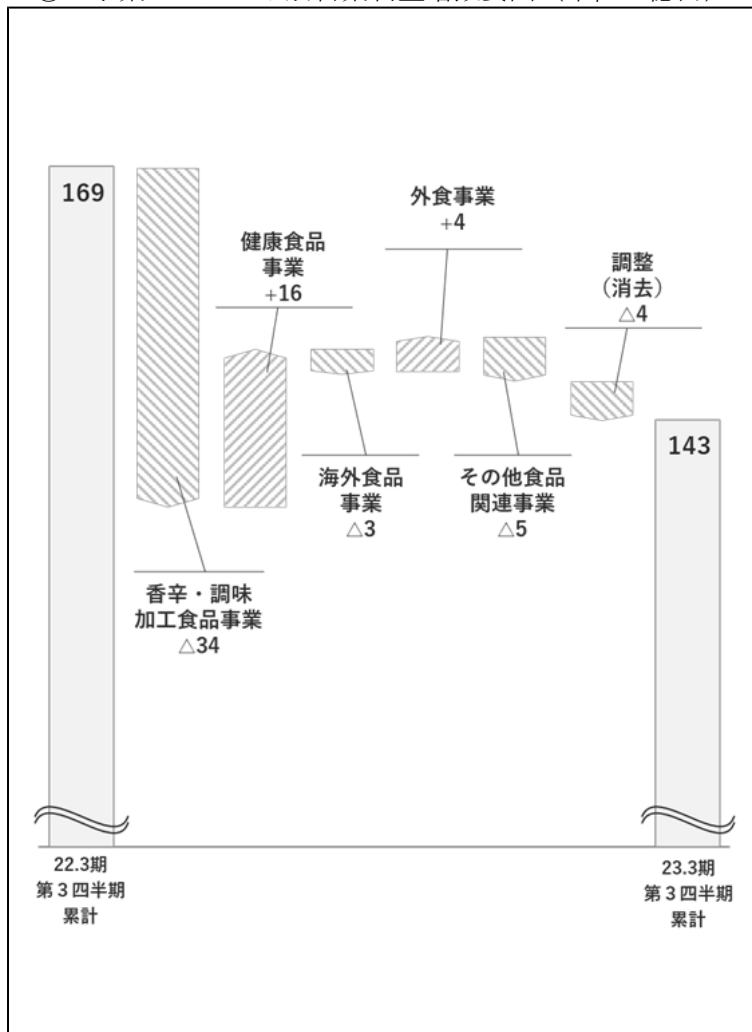 169
外食事業
+4
健康食品
事業
+16
調整
（消去）
△4
143
海外食品
事業
△3
その他食品
関連事業
△5
香辛・調味
加工食品事業
△34
22.3期
第３四半期
累計
23.3期
第３四半期
累計